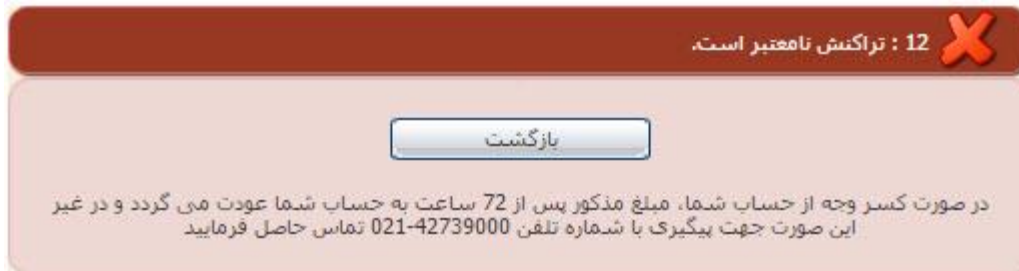 12 : تراکنش نامعتبر است.
بازگشت
در صورت کسر وجه از حساب شما، مبلغ مذکور پس از 72 ساعت به حساب شما عودت می گردد و در غیر
این صورت جهت پیگیری با شماره تلفن 42739000-021 تماس حاصل فرمایید